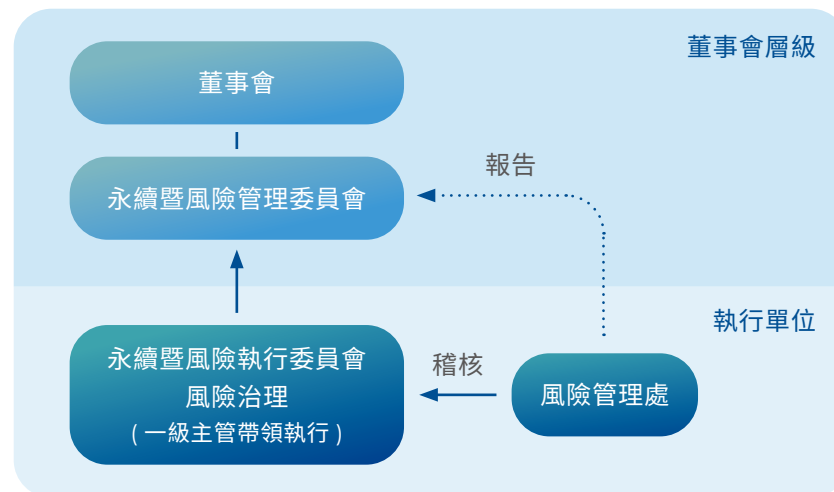 董事會層級
董事會
報告
永續暨風險管理委員會
執行單位
永續暨風險執行委員會
風險治理
(一級主管帶領執行)
稽核
風險管理處